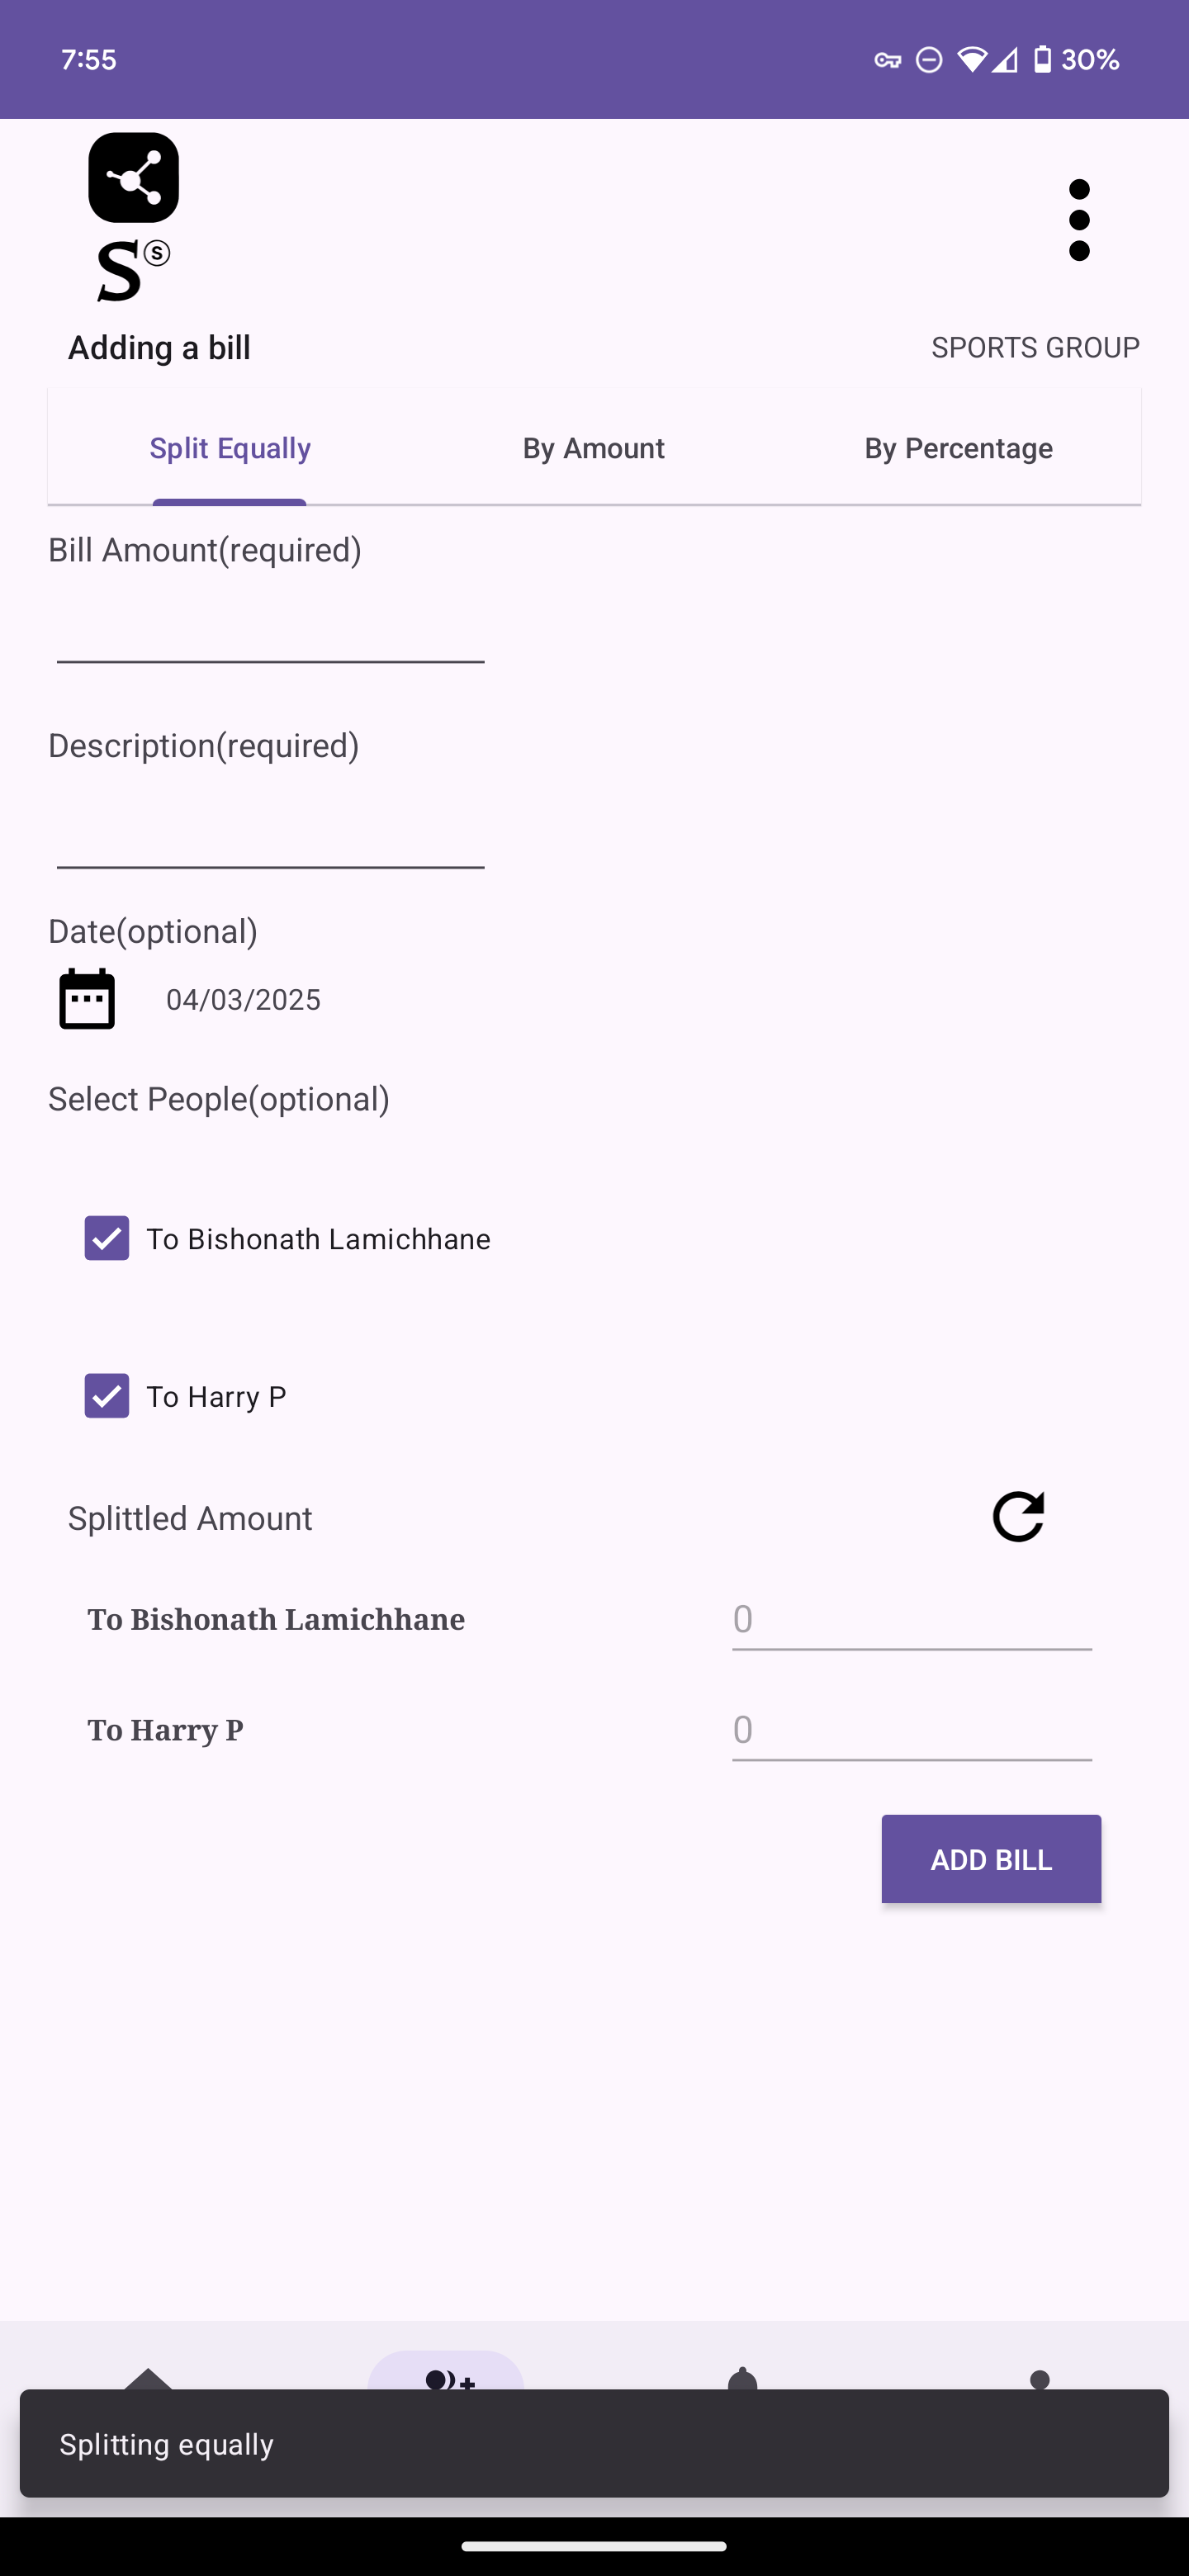 7:55 30%
S Ⓢ
Adding a bill SPORTS GROUP
Split Equally By Amount By Percentage
Bill Amount(required)
Description(required)
Date(optional)
04/03/2025
Select People(optional)
To Bishonath Lamichhane
To Harry P
Splittled Amount
To Bishonath Lamichhane 0
To Harry P 0
ADD BILL
Splitting equally